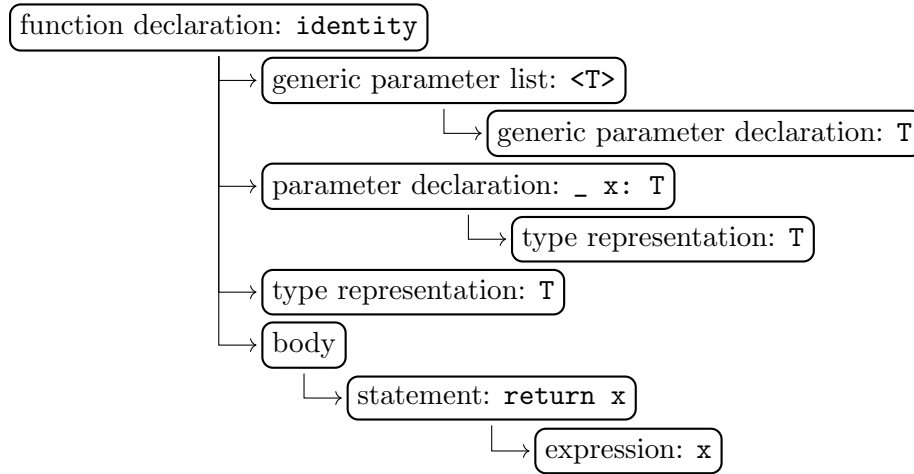 function declaration: identity
generic parameter list: <T>
generic parameter declaration: T
parameter declaration: _ x: T
type representation: T
type representation: T
body
statement: return x
expression: x